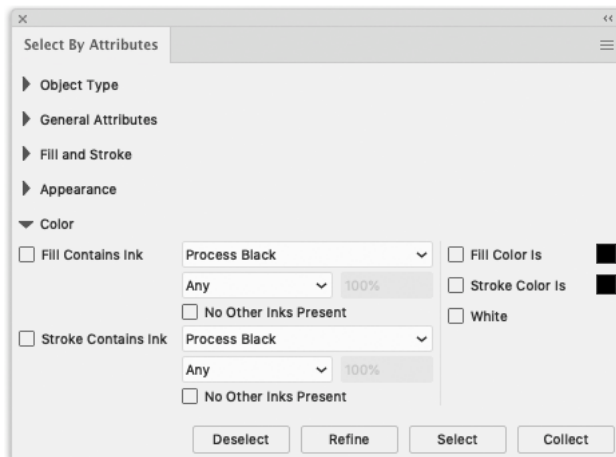 Select By Attributes
Object Type
General Attributes
Fill and Stroke
Appearance
Color
Fill Contains Ink
Process Black
Any
100%
No Other Inks Present
Stroke Contains Ink
Process Black
Any
100%
No Other Inks Present
Fill Color Is
Stroke Color Is
White
Deselect
Refine
Select
Collect